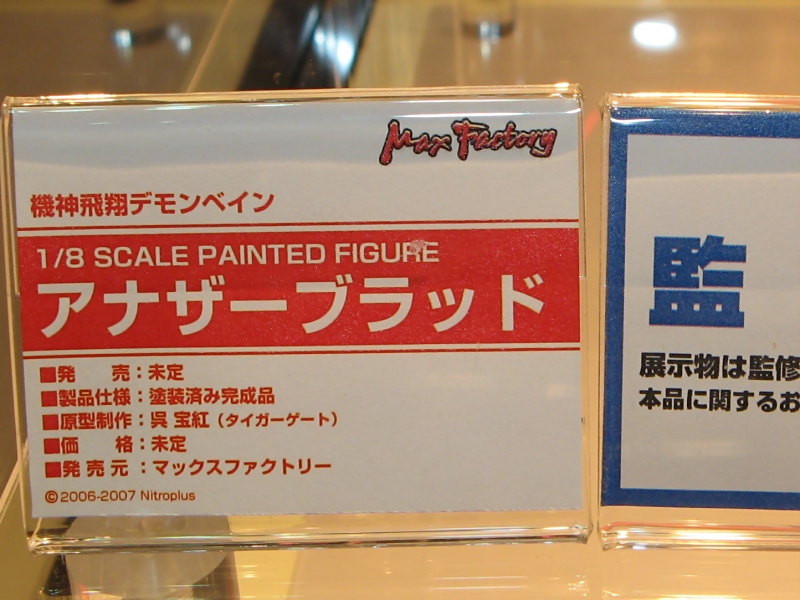 Max Factory
機神飛翔デモンベイン
1/8 SCALE PAINTED FIGURE
アナザーブラッド
■発　売：未定
■製品仕様：塗装済み完成品
■原型制作：呉 宝紅（タイガーゲート）
■価　格：未定
■発売元：マックスファクトリー
©2006-2007 Nitroplus
監
展示物は監修
本品に関するお